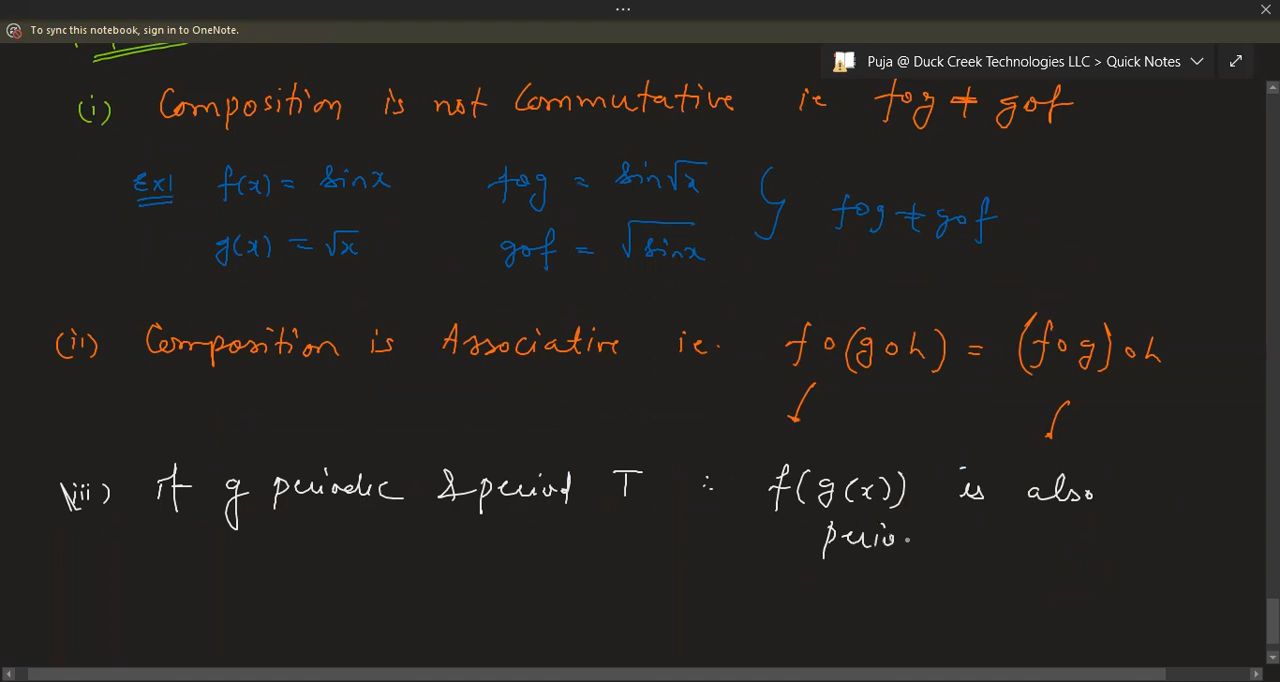 To sync this notebook, sign in to OneNote.
Puja @ Duck Creek Technologies LLC > Quick Notes
(i) Composition is not Commutative ie fog ≠ gof
Ex1 f(x) = sinx fog = sin√x
fog ≠ gof
g(x) = √x gof = √sinx
(ii) Composition is Associative ie. fo(goh) = (fog)oh
(iii) if g periodic & period T ∴ f(g(x)) is also
perio